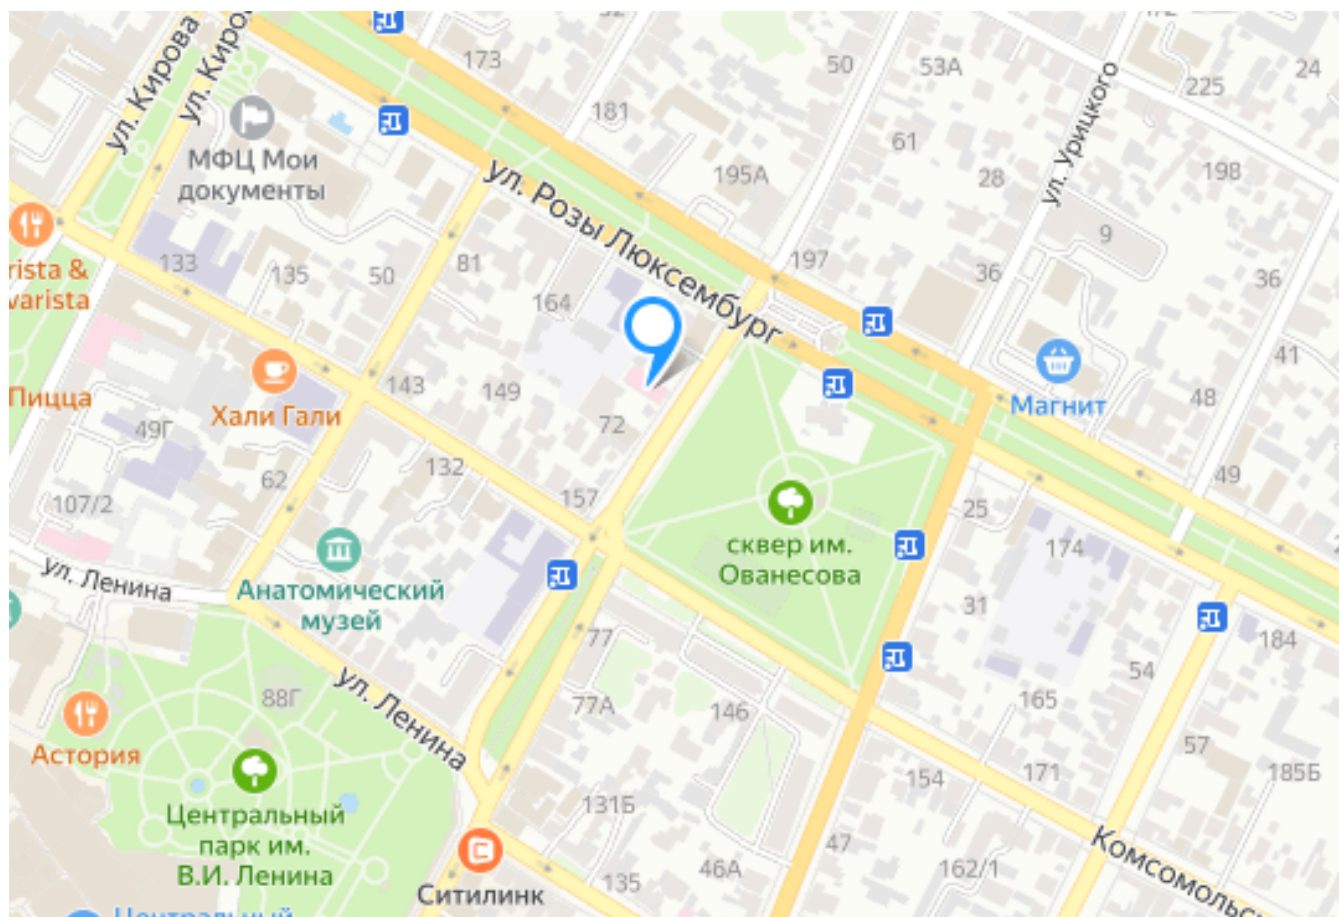 ул. Кирова
ул. Киро
173
50
53А
24
225
181
61
ул. Урицкого
МФЦ Мои
документы
ул. Розы Люксембург
195А
28
198
9
133
135
50
81
197
36
36
rista &
varista
164
41
Пицца
Хали Гали
143
149
72
Магнит
48
49Г
132
62
157
49
107/2
25
сквер им.
Ованесова
174
ул. Ленина
Анатомический
музей
31
77
184
54
ул. Ленина
88Г
77А
146
165
Астория
57
154
171
185Б
Центральный
парк им.
В.И. Ленина
131Б
47
Комсомольс
46А
162/1
135
Ситилинк
Центральный